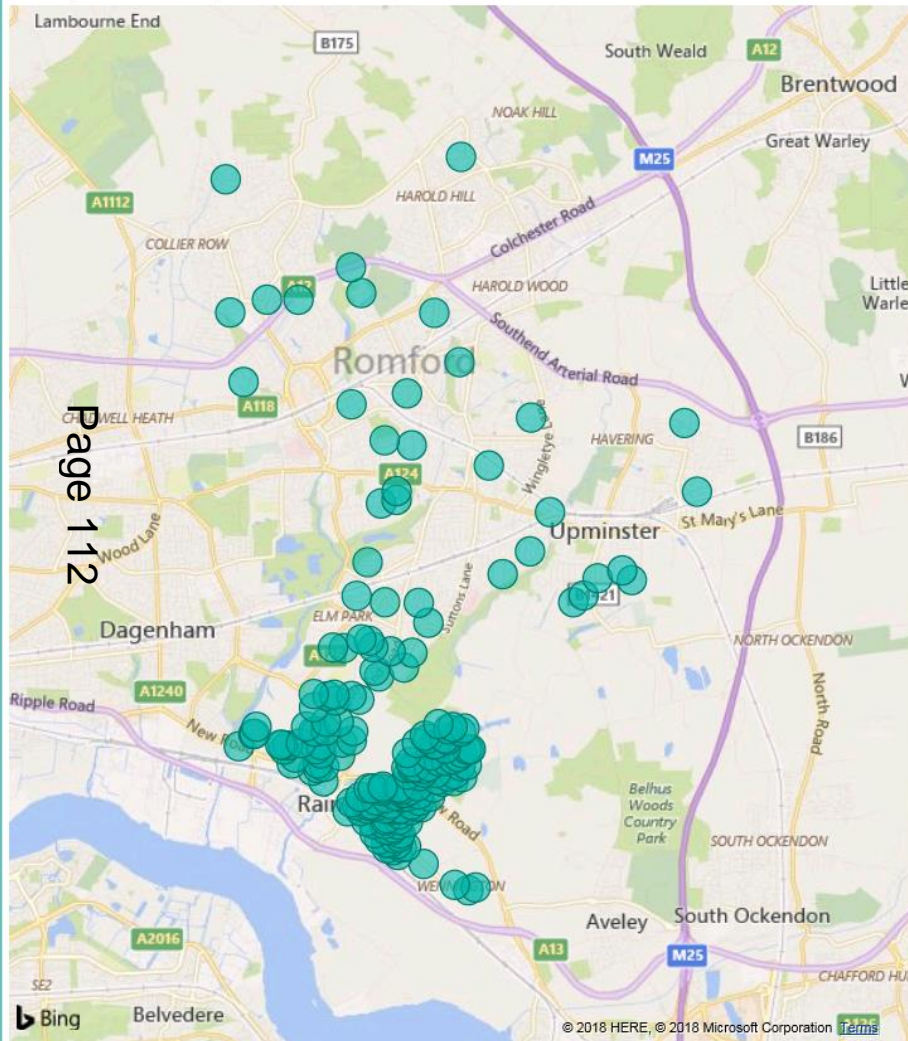 Lambourne End
B175
South Weald
A12
Brentwood
NOAK HILL
Great Warley
M25
A1112
HAROLD HILL
COLLIER ROW
Colchester Road
A12
HAROLD WOOD
Little
Warle
Southend Arterial Road
Romford
A118
CHADWELL HEATH
Page 112
HAVERING
B186
Wingletye Lane
A124
St Mary's Lane
Upminster
Wood Lane
B1421
Suttons Lane
ELM PARK
Dagenham
NORTH OCKENDON
A1240
Ripple Road
North Road
New Road
Belhus
Woods
Country
Park
Rai
w Road
SOUTH OCKENDON
WENNINGTON
Aveley
South Ockendon
A2016
A13
M25
SE2
CHAFFORD HU
Bing
Belvedere
© 2018 HERE, © 2018 Microsoft Corporation Terms